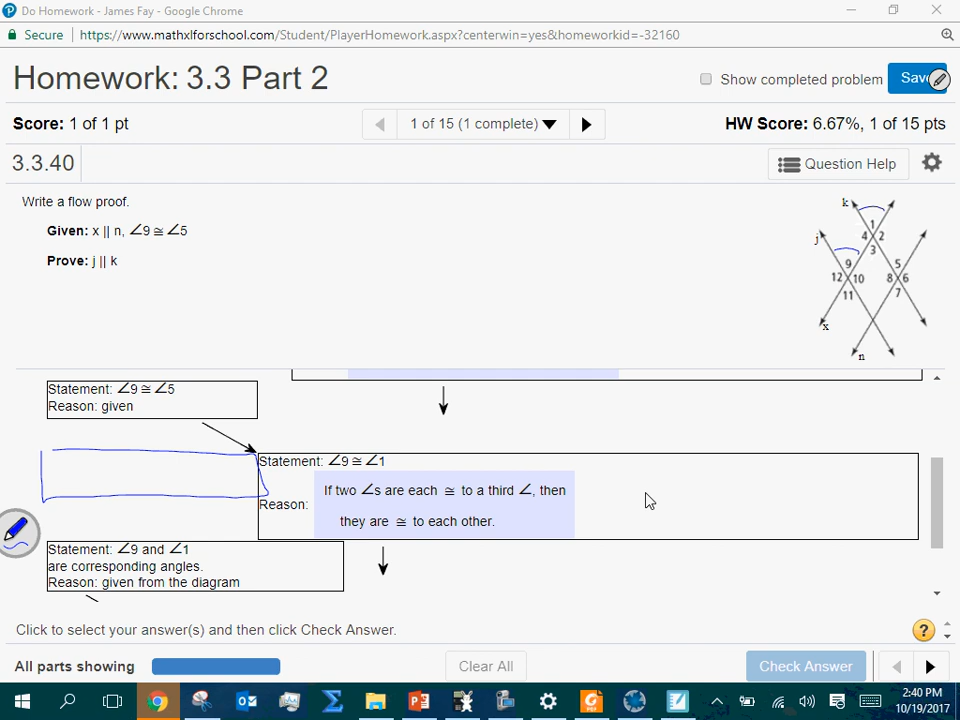 Do Homework - James Fay - Google Chrome
Secure https://www.mathxlforschool.com/Student/PlayerHomework.aspx?centerwin=yes&homeworkid=-32160
Homework: 3.3 Part 2
Show completed problem
Save
Score: 1 of 1 pt
1 of 15 (1 complete)
HW Score: 6.67%, 1 of 15 pts
3.3.40
Question Help
Write a flow proof.
Given: x || n, ∠9 ≅ ∠5
Prove: j || k
k
1
4 2
3
j
9 5
12 10 8 6
11 7
x
n
Statement: ∠9 ≅ ∠5
Reason: given
Statement: ∠9 ≅ ∠1
Reason: If two ∠s are each ≅ to a third ∠, then
they are ≅ to each other.
Statement: ∠9 and ∠1
are corresponding angles.
Reason: given from the diagram
Click to select your answer(s) and then click Check Answer.
?
All parts showing
Clear All
Check Answer
2:40 PM
10/19/2017